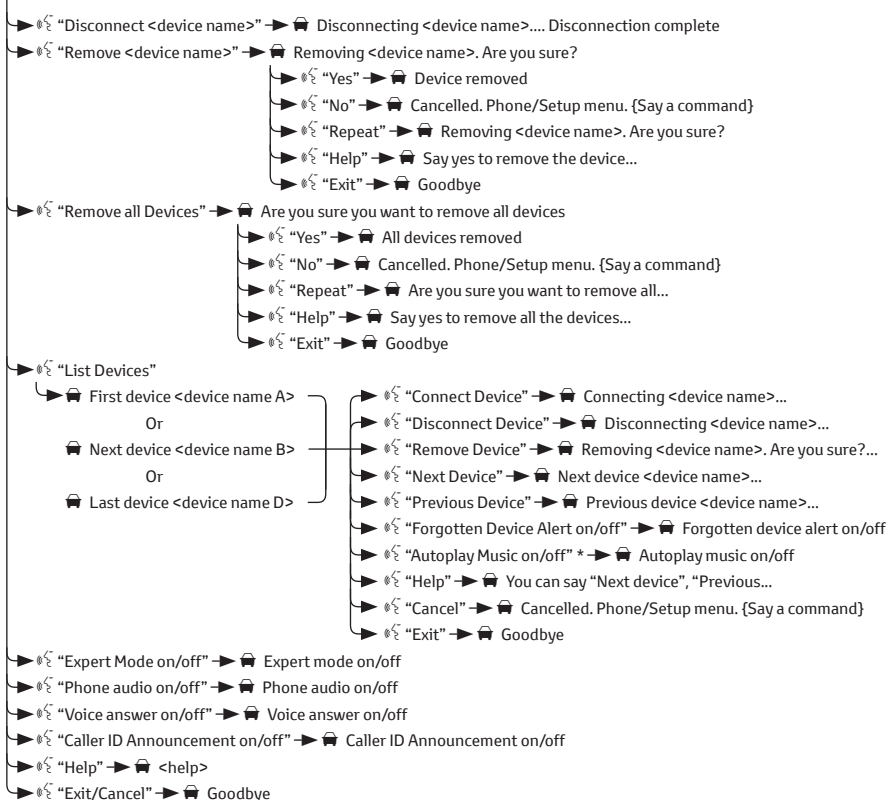 “Disconnect <device name>” Disconnecting <device name>.... Disconnection complete
“Remove <device name>” Removing <device name>. Are you sure?
“Yes” Device removed
“No” Cancelled. Phone/Setup menu. {Say a command}
“Repeat” Removing <device name>. Are you sure?
“Help” Say yes to remove the device...
“Exit” Goodbye
“Remove all Devices” Are you sure you want to remove all devices
“Yes” All devices removed
“No” Cancelled. Phone/Setup menu. {Say a command}
“Repeat” Are you sure you want to remove all...
“Help” Say yes to remove all the devices...
“Exit” Goodbye
“List Devices”
First device <device name A>
Or
Next device <device name B>
Or
Last device <device name D>
“Connect Device” Connecting <device name>...
“Disconnect Device” Disconnecting <device name>...
“Remove Device” Removing <device name>. Are you sure?...
“Next Device” Next device <device name>...
“Previous Device” Previous device <device name>...
“Forgotten Device Alert on/off” Forgotten device alert on/off
“Autoplay Music on/off” * Autoplay music on/off
“Help” You can say “Next device”, “Previous...
“Cancel” Cancelled. Phone/Setup menu. {Say a command}
“Exit” Goodbye
“Expert Mode on/off” Expert mode on/off
“Phone audio on/off” Phone audio on/off
“Voice answer on/off” Voice answer on/off
“Caller ID Announcement on/off” Caller ID Announcement on/off
“Help” <help>
“Exit/Cancel” Goodbye